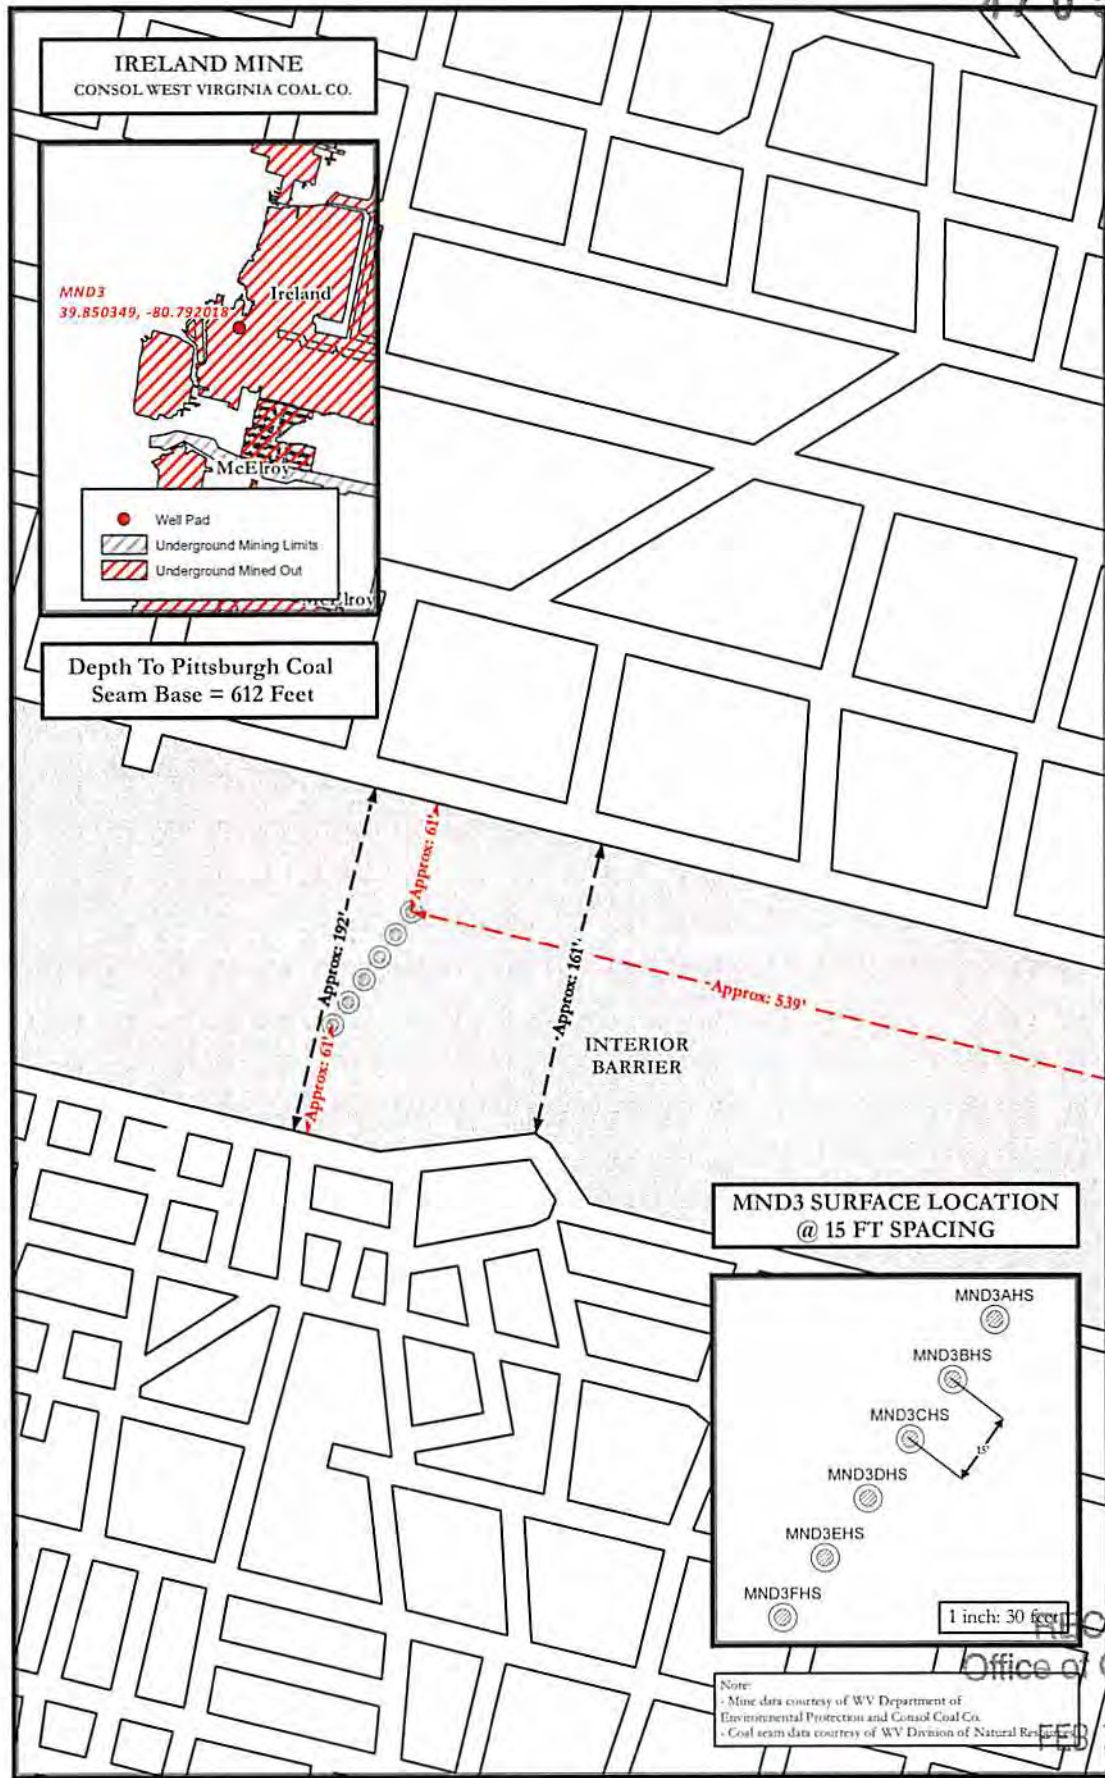 IRELAND MINE
CONSOL WEST VIRGINIA COAL CO.
MND3
39.850349, -80.792018
Ireland
McElroy
Well Pad
Underground Mining Limits
Underground Mined Out
McElroy
Depth To Pittsburgh Coal
Seam Base = 612 Feet
Approx: 61'
Approx: 192'
Approx: 161'
Approx: 539'
Approx: 61'
INTERIOR
BARRIER
MND3 SURFACE LOCATION
@ 15 FT SPACING
MND3AHS
MND3BHS
MND3CHS
15'
MND3DHS
MND3EHS
MND3FHS
1 inch: 30 feet
Office of
Note:
- Mine data courtesy of WV Department of
Environmental Protection and Consol Coal Co.
- Coal seam data courtesy of WV Division of Natural Resources
FEB